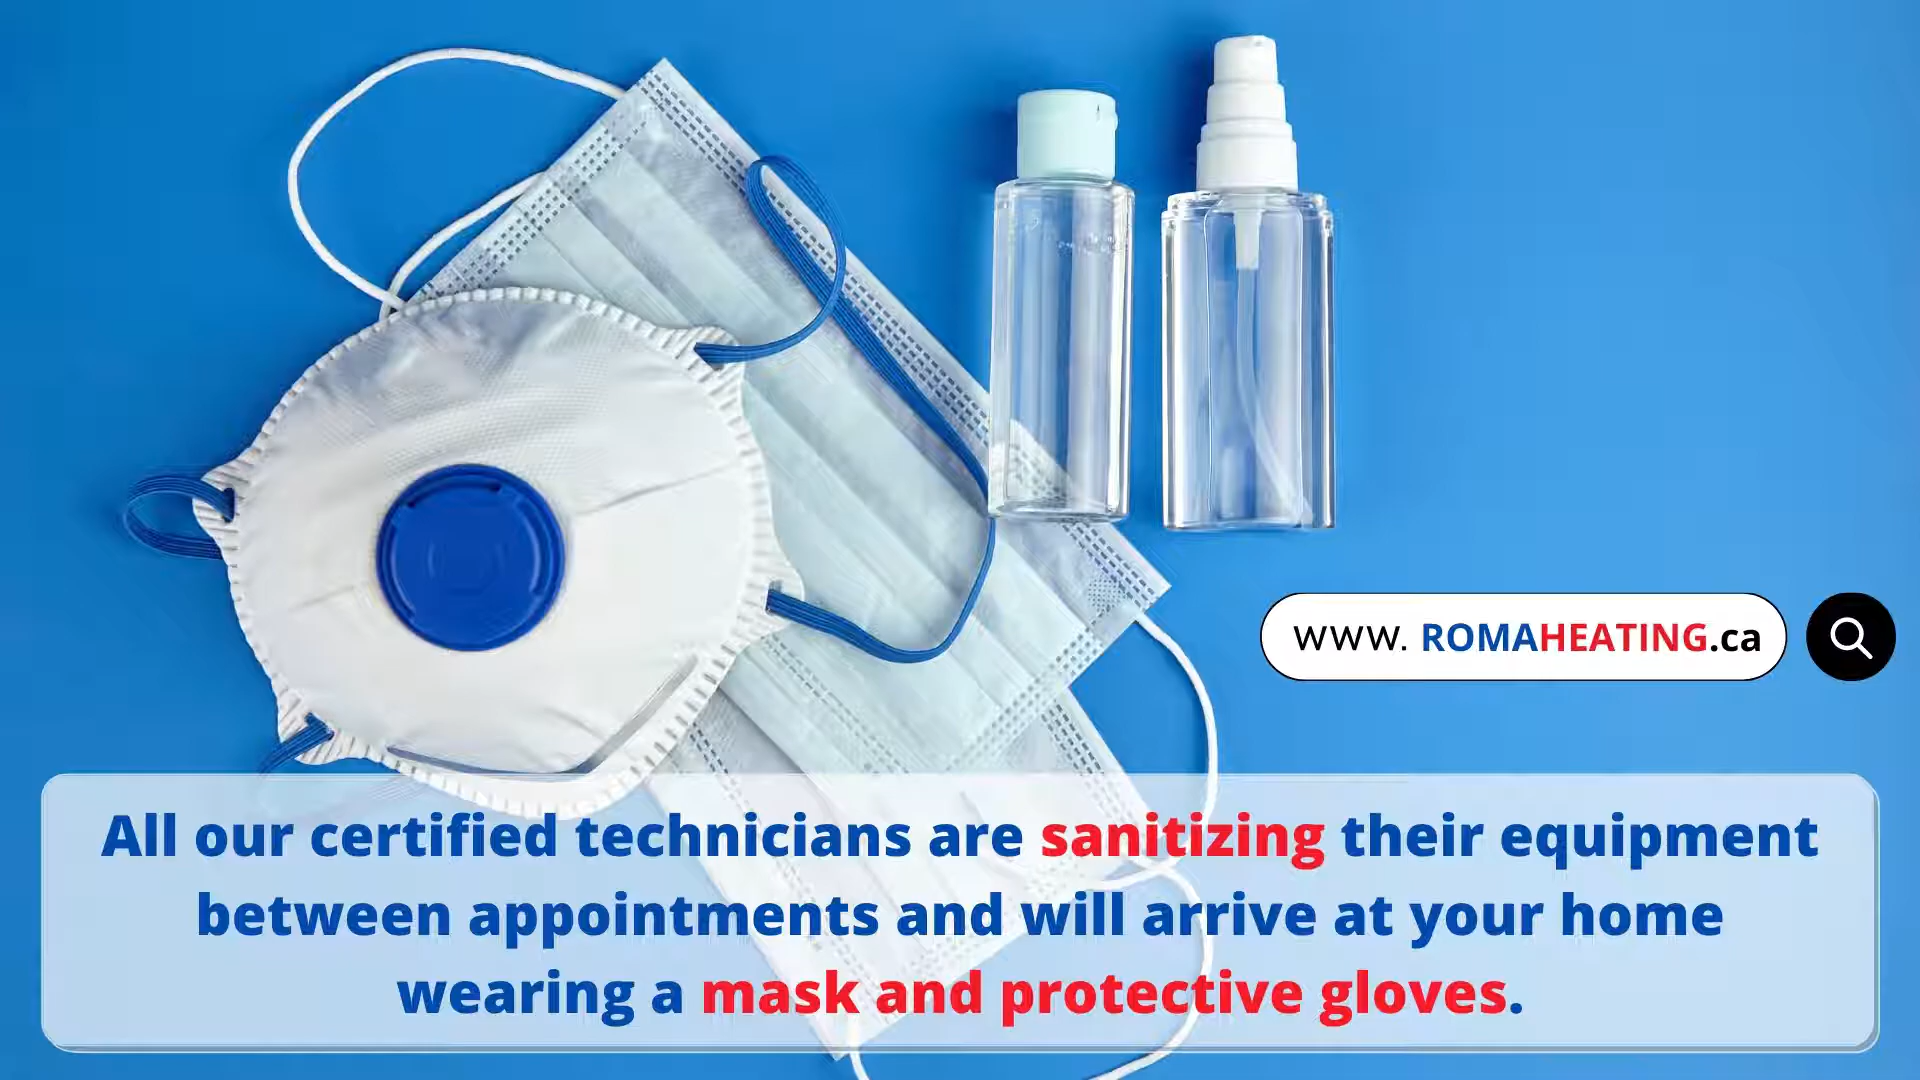 www. ROMAHEATING.ca
All our certified technicians are sanitizing their equipment
between appointments and will arrive at your home
wearing a mask and protective gloves.